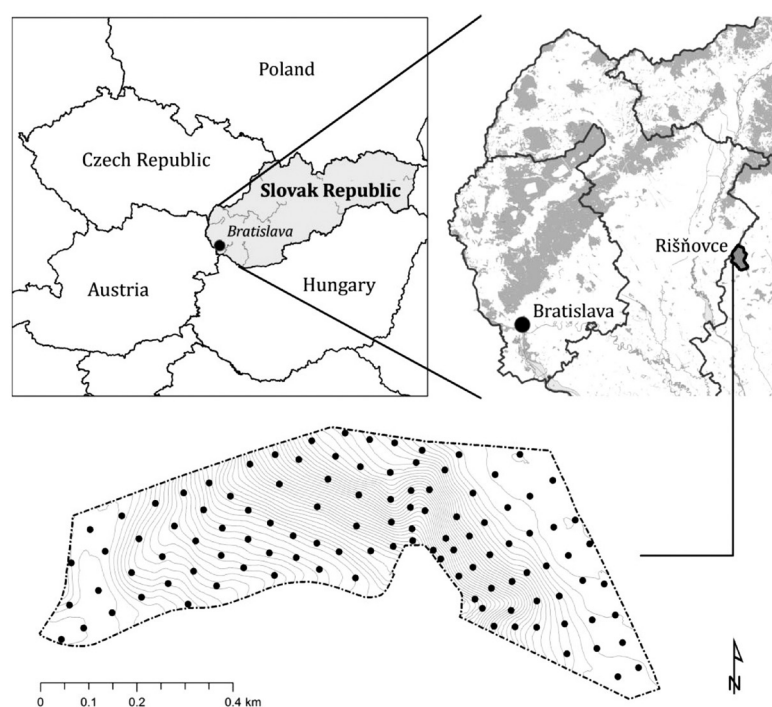 Poland
Czech Republic
Slovak Republic
Bratislava
Austria
Hungary
Rišňovce
Bratislava
0 0.1 0.2 0.4 km
N